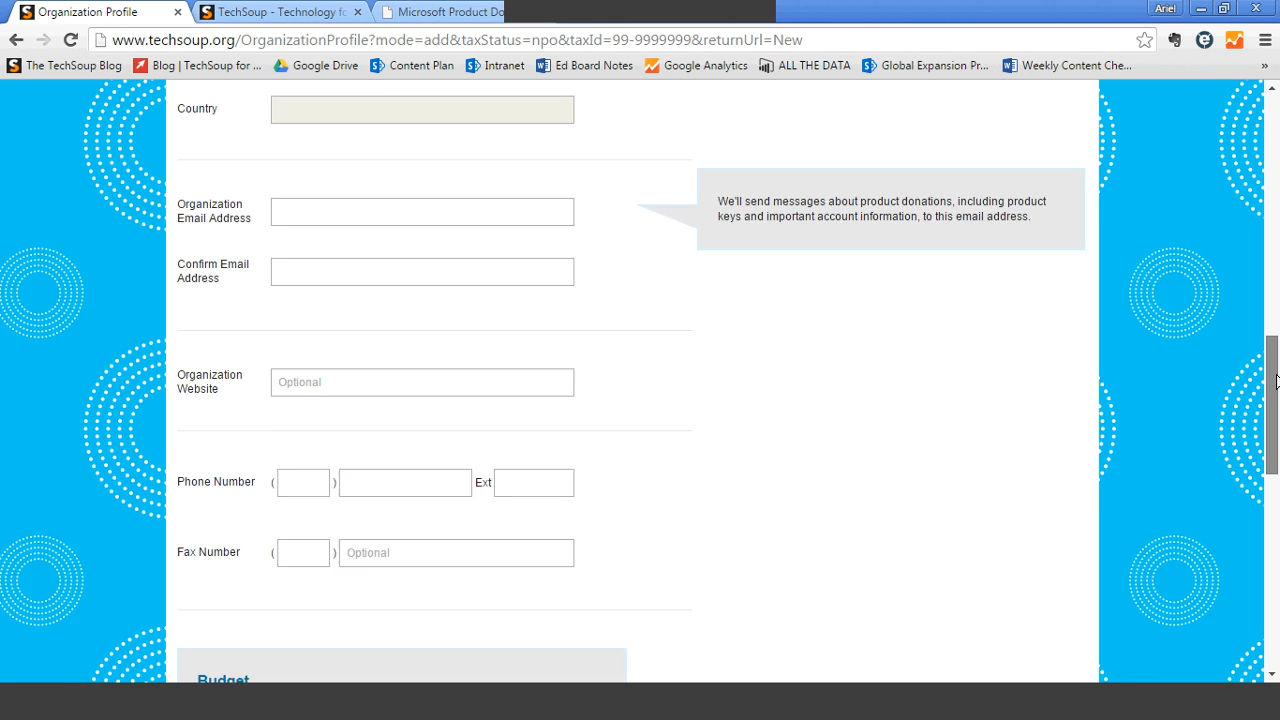 Organization Profile
TechSoup - Technology fo
Microsoft Product Do
Ariel
www.techsoup.org/OrganizationProfile?mode=add&taxStatus=npo&taxId=99-9999999&returnUrl=New
The TechSoup Blog
Blog | TechSoup for ...
Google Drive
Content Plan
Intranet
Ed Board Notes
Google Analytics
ALL THE DATA
Global Expansion Pr...
Weekly Content Che...
»
Country
Organization
Email Address
We'll send messages about product donations, including product
keys and important account information, to this email address.
Confirm Email
Address
Organization
Website
Optional
Phone Number ( ) Ext
Fax Number ( ) Optional
Budget